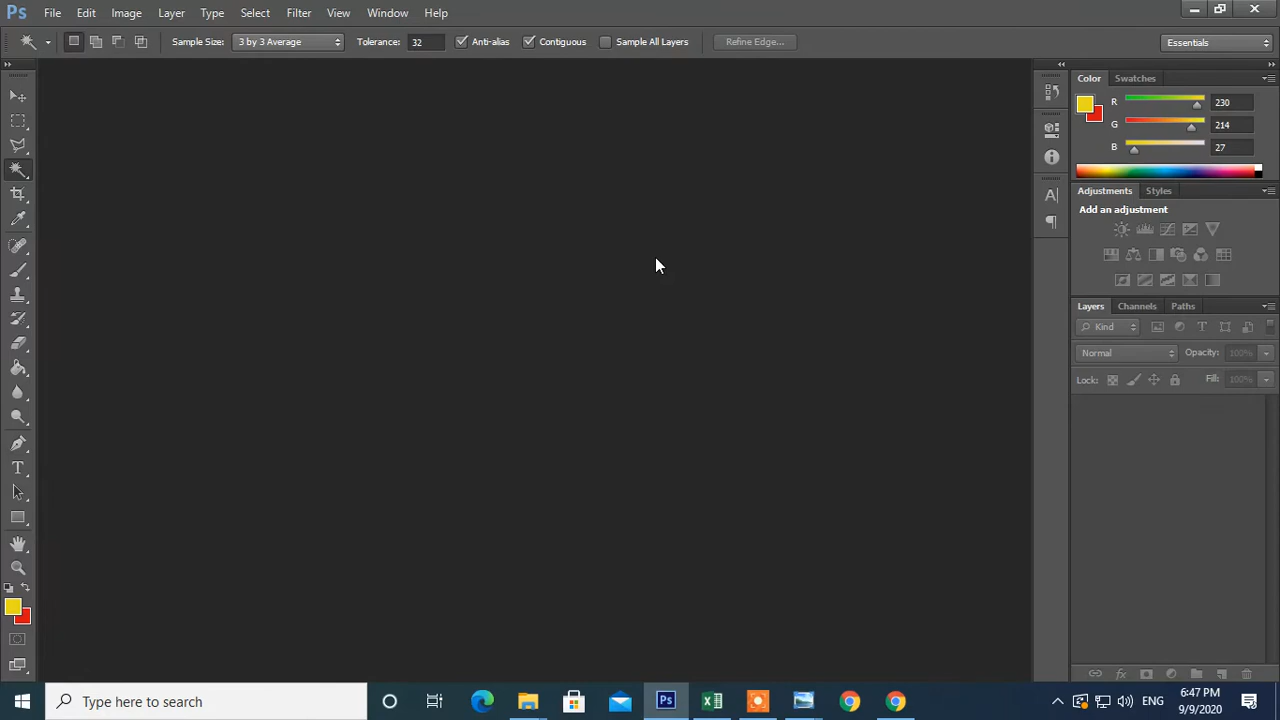 Ps File Edit Image Layer Type Select Filter View Window Help
Sample Size: 3 by 3 Average Tolerance: 32 Anti-alias Contiguous Sample All Layers Refine Edge... Essentials
Color Swatches
R 230
G 214
B 27
Adjustments Styles
Add an adjustment
Layers Channels Paths
Kind
Normal Opacity: 100%
Lock: Fill: 100%
Type here to search
Ps
ENG
6:47 PM
9/9/2020